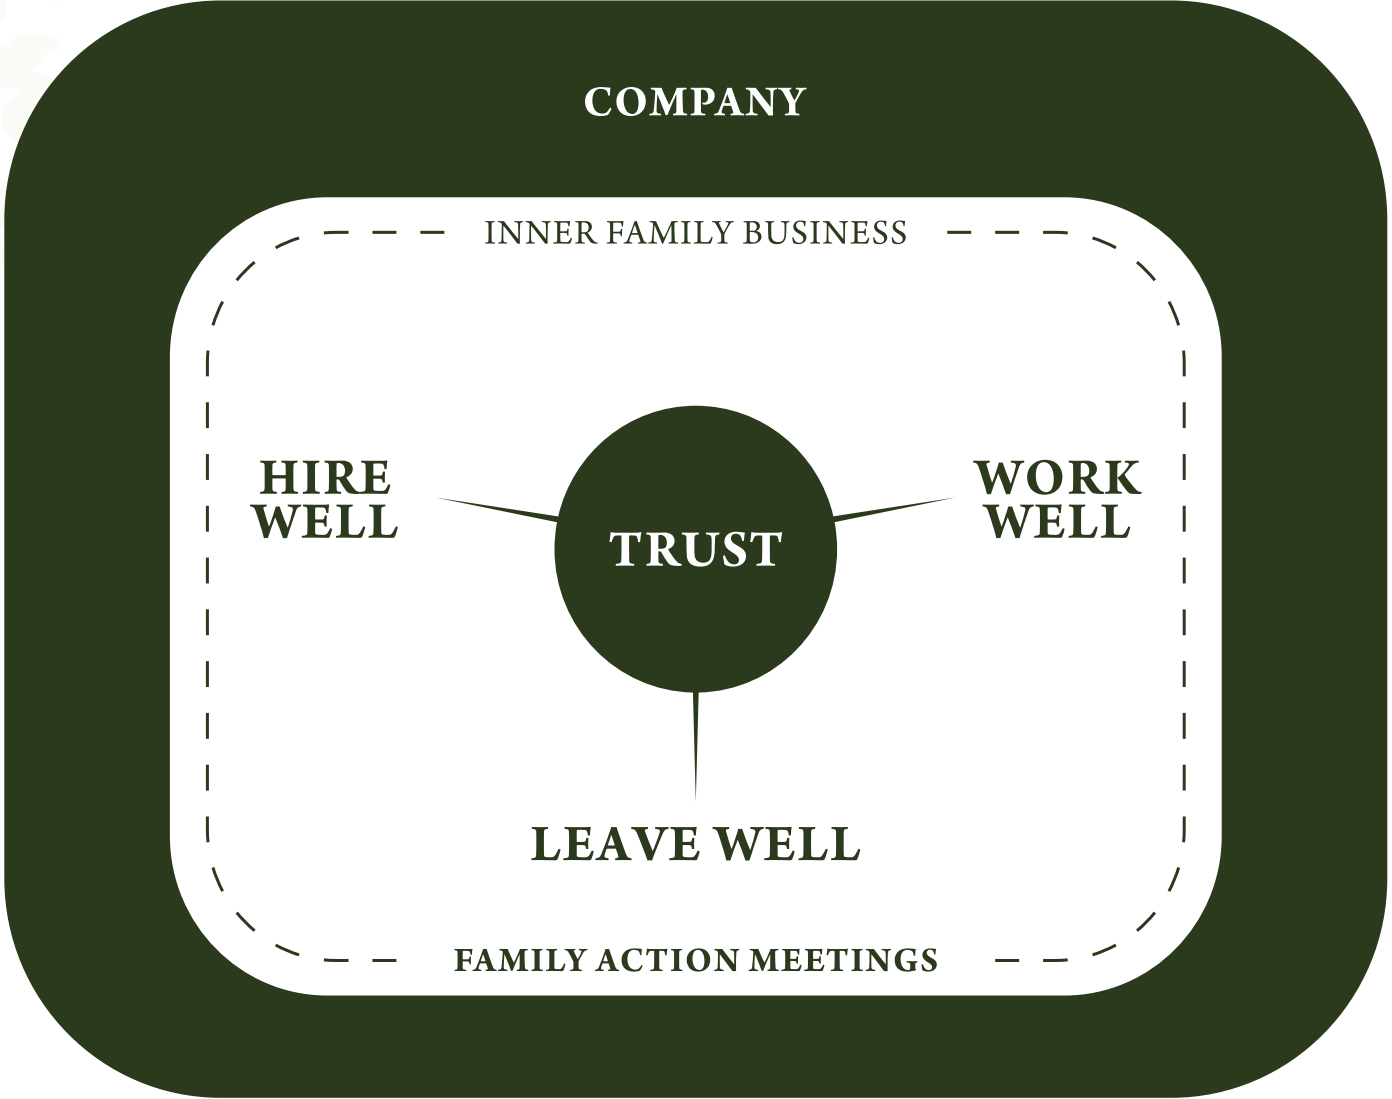 COMPANY
INNER FAMILY BUSINESS
HIRE
WELL
TRUST
WORK
WELL
LEAVE WELL
FAMILY ACTION MEETINGS